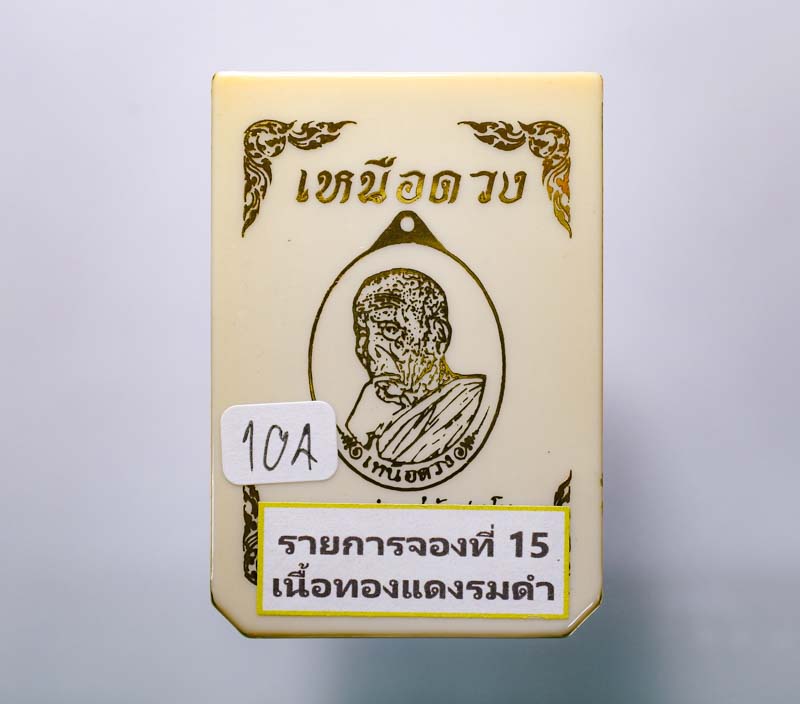 เหนือดวง
เหนือดวง
10A
รายการจองที่ 15
เนื้อทองแดงรมดำ